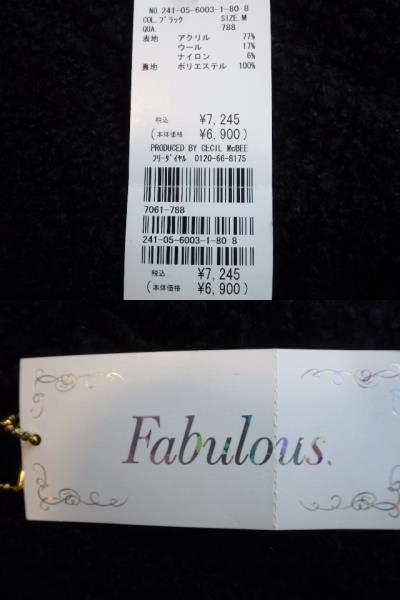 NO. 241-05-6003-1-80 8
COL. ブラック SIZE. M
QUA. 788
表地 アクリル 77%
ウール 17%
ナイロン 6%
裏地 ポリエステル 100%
税込 ¥7,245
(本体価格 ¥6,900)
PRODUCED BY CECIL McBEE
フリーダイヤル 0120-66-8175
7061-788
241-05-6003-1-80 8
税込 ¥7,245
(本体価格 ¥6,900)
Fabulous.